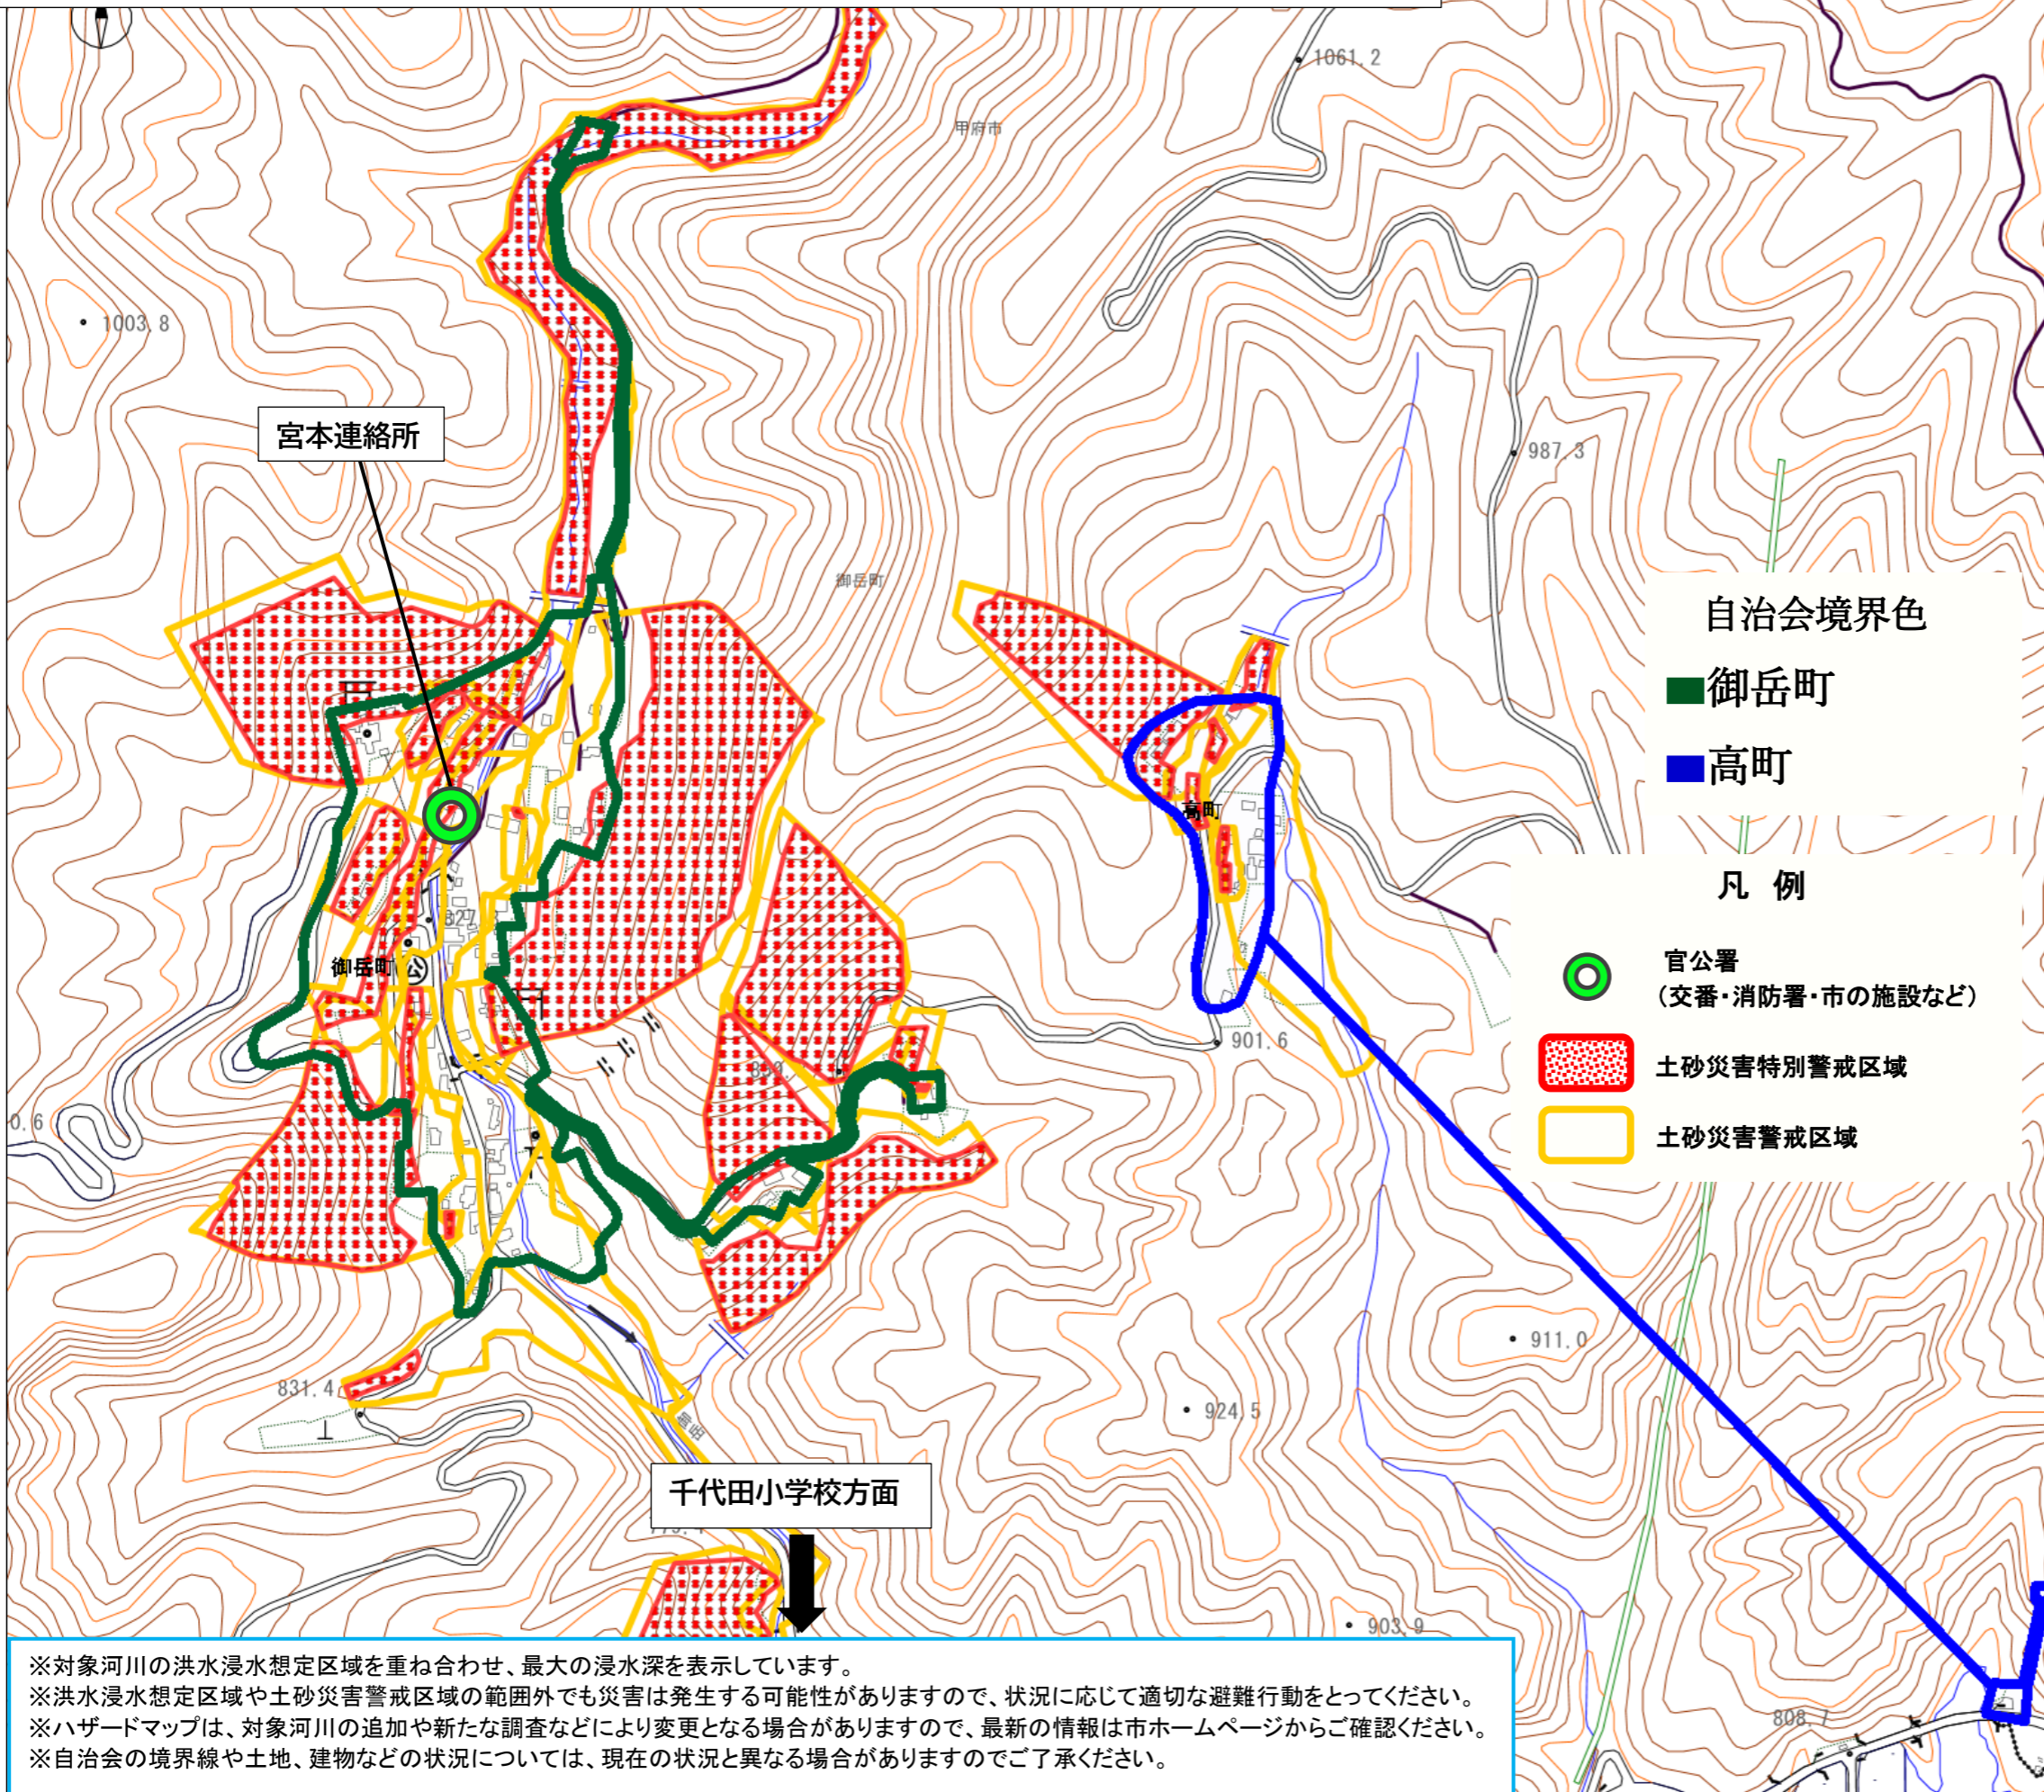 1061.2
甲府市
1003.8
宮本連絡所
987.3
御岳町
自治会境界色
御岳町
高町
高町
凡 例
官公署
（交番・消防署・市の施設など）
土砂災害特別警戒区域
土砂災害警戒区域
御岳町
公
901.6
0.6
911.0
831.4
924.5
御岳
千代田小学校方面
903.9
808.7
※対象河川の洪水浸水想定区域を重ね合わせ、最大の浸水深を表示しています。
※洪水浸水想定区域や土砂災害警戒区域の範囲外でも災害は発生する可能性がありますので、状況に応じて適切な避難行動をとってください。
※ハザードマップは、対象河川の追加や新たな調査などにより変更となる場合がありますので、最新の情報は市ホームページからご確認ください。
※自治会の境界線や土地、建物などの状況については、現在の状況と異なる場合がありますのでご了承ください。